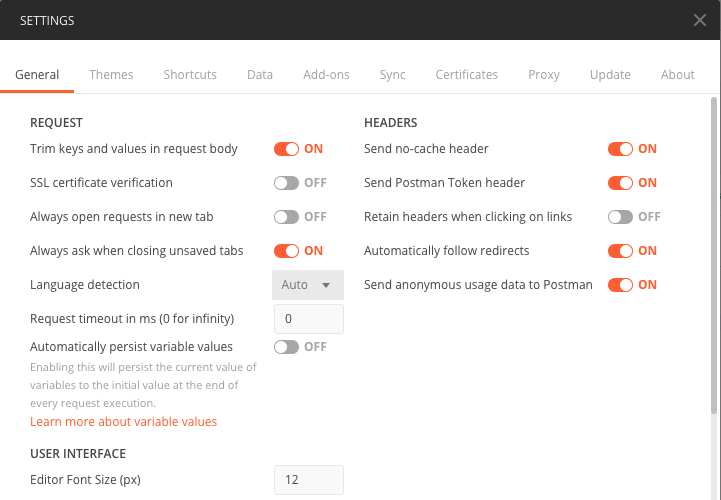 SETTINGS
General Themes Shortcuts Data Add-ons Sync Certificates Proxy Update About
REQUEST
Trim keys and values in request body ON
SSL certificate verification OFF
Always open requests in new tab OFF
Always ask when closing unsaved tabs ON
Language detection Auto
Request timeout in ms (0 for infinity) 0
Automatically persist variable values OFF
Enabling this will persist the current value of
variables to the initial value at the end of
every request execution.
Learn more about variable values
USER INTERFACE
Editor Font Size (px) 12
HEADERS
Send no-cache header ON
Send Postman Token header ON
Retain headers when clicking on links OFF
Automatically follow redirects ON
Send anonymous usage data to Postman ON